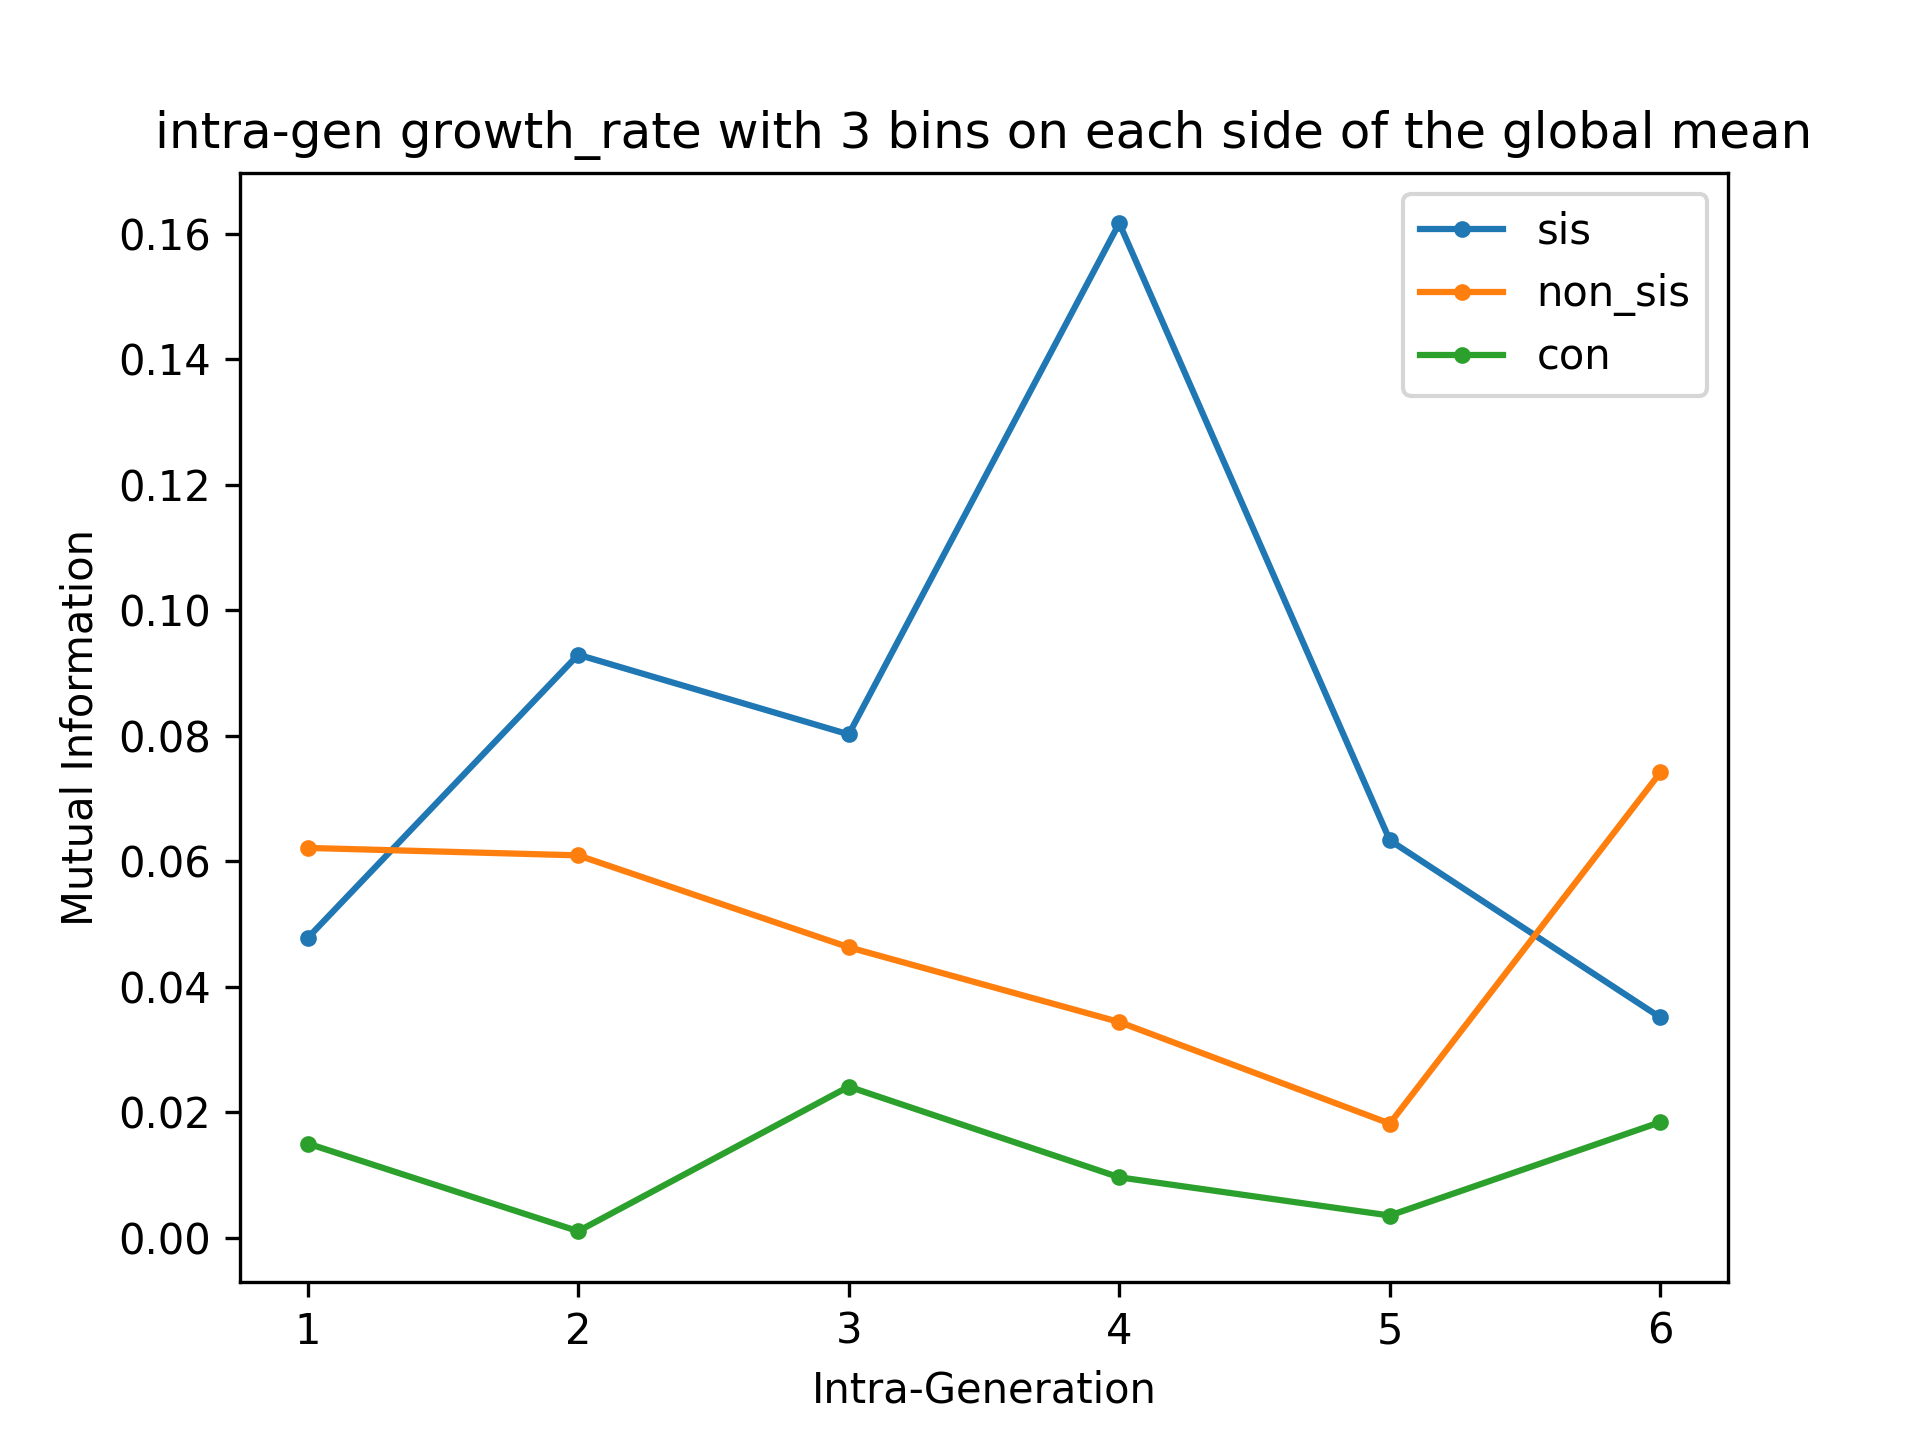 intra-gen growth_rate with 3 bins on each side of the global mean
sis
non_sis
con
Mutual Information
0.16
0.14
0.12
0.10
0.08
0.06
0.04
0.02
0.00
1 2 3 4 5 6
Intra-Generation